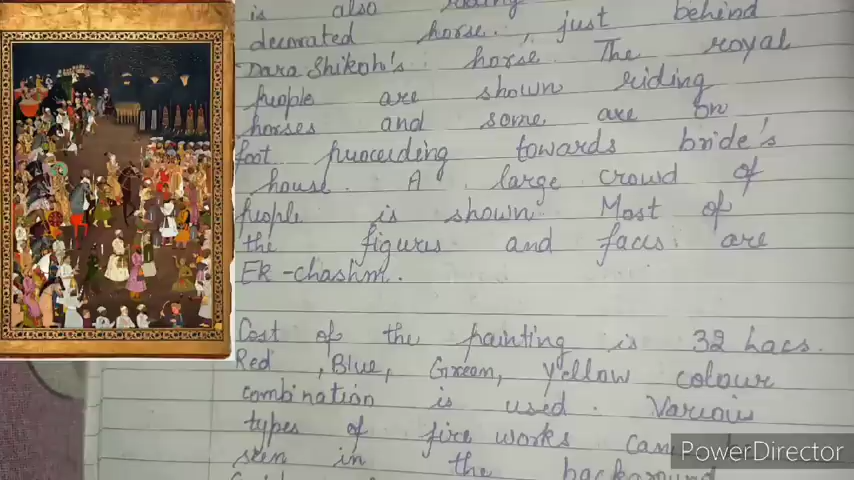 is also riding
decorated horse, just behind
Dara Shikoh's horse. The royal
people are shown riding
horses and some are on
foot proceeding towards bride's
house. A large crowd of
people is shown. Most of
the figures and faces are
Ek-chashm.
Cost of the painting is 32 lacs.
Red, Blue, Green, Yellow colour
combination is used. Various
types of fire works can
seen in the background
PowerDirector